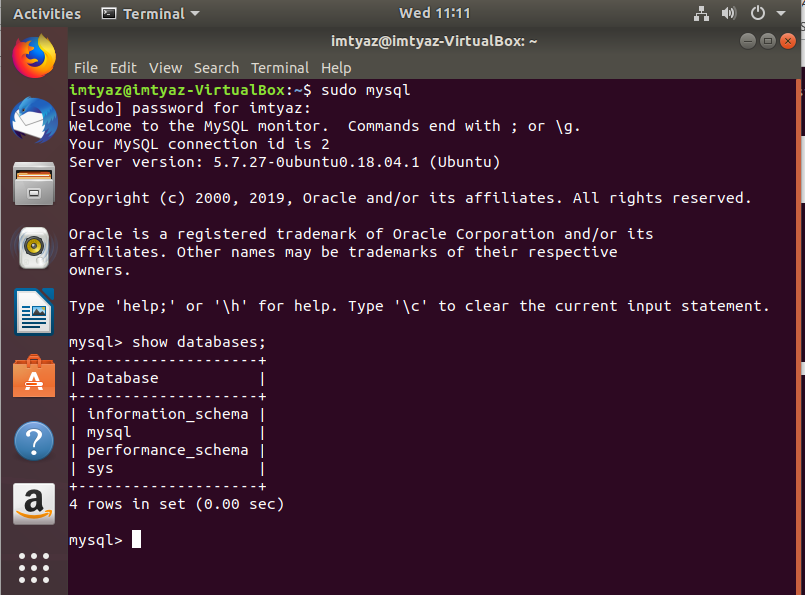 Activities Terminal Wed 11:11
imtyaz@imtyaz-VirtualBox: ~
File Edit View Search Terminal Help
imtyaz@imtyaz-VirtualBox:~$ sudo mysql
[sudo] password for imtyaz:
Welcome to the MySQL monitor.  Commands end with ; or \g.
Your MySQL connection id is 2
Server version: 5.7.27-0ubuntu0.18.04.1 (Ubuntu)
Copyright (c) 2000, 2019, Oracle and/or its affiliates. All rights reserved.
Oracle is a registered trademark of Oracle Corporation and/or its
affiliates. Other names may be trademarks of their respective
owners.
Type 'help;' or '\h' for help. Type '\c' to clear the current input statement.
mysql> show databases;
+--------------------+
| Database           |
+--------------------+
| information_schema |
| mysql              |
| performance_schema |
| sys                |
+--------------------+
4 rows in set (0.00 sec)
mysql>